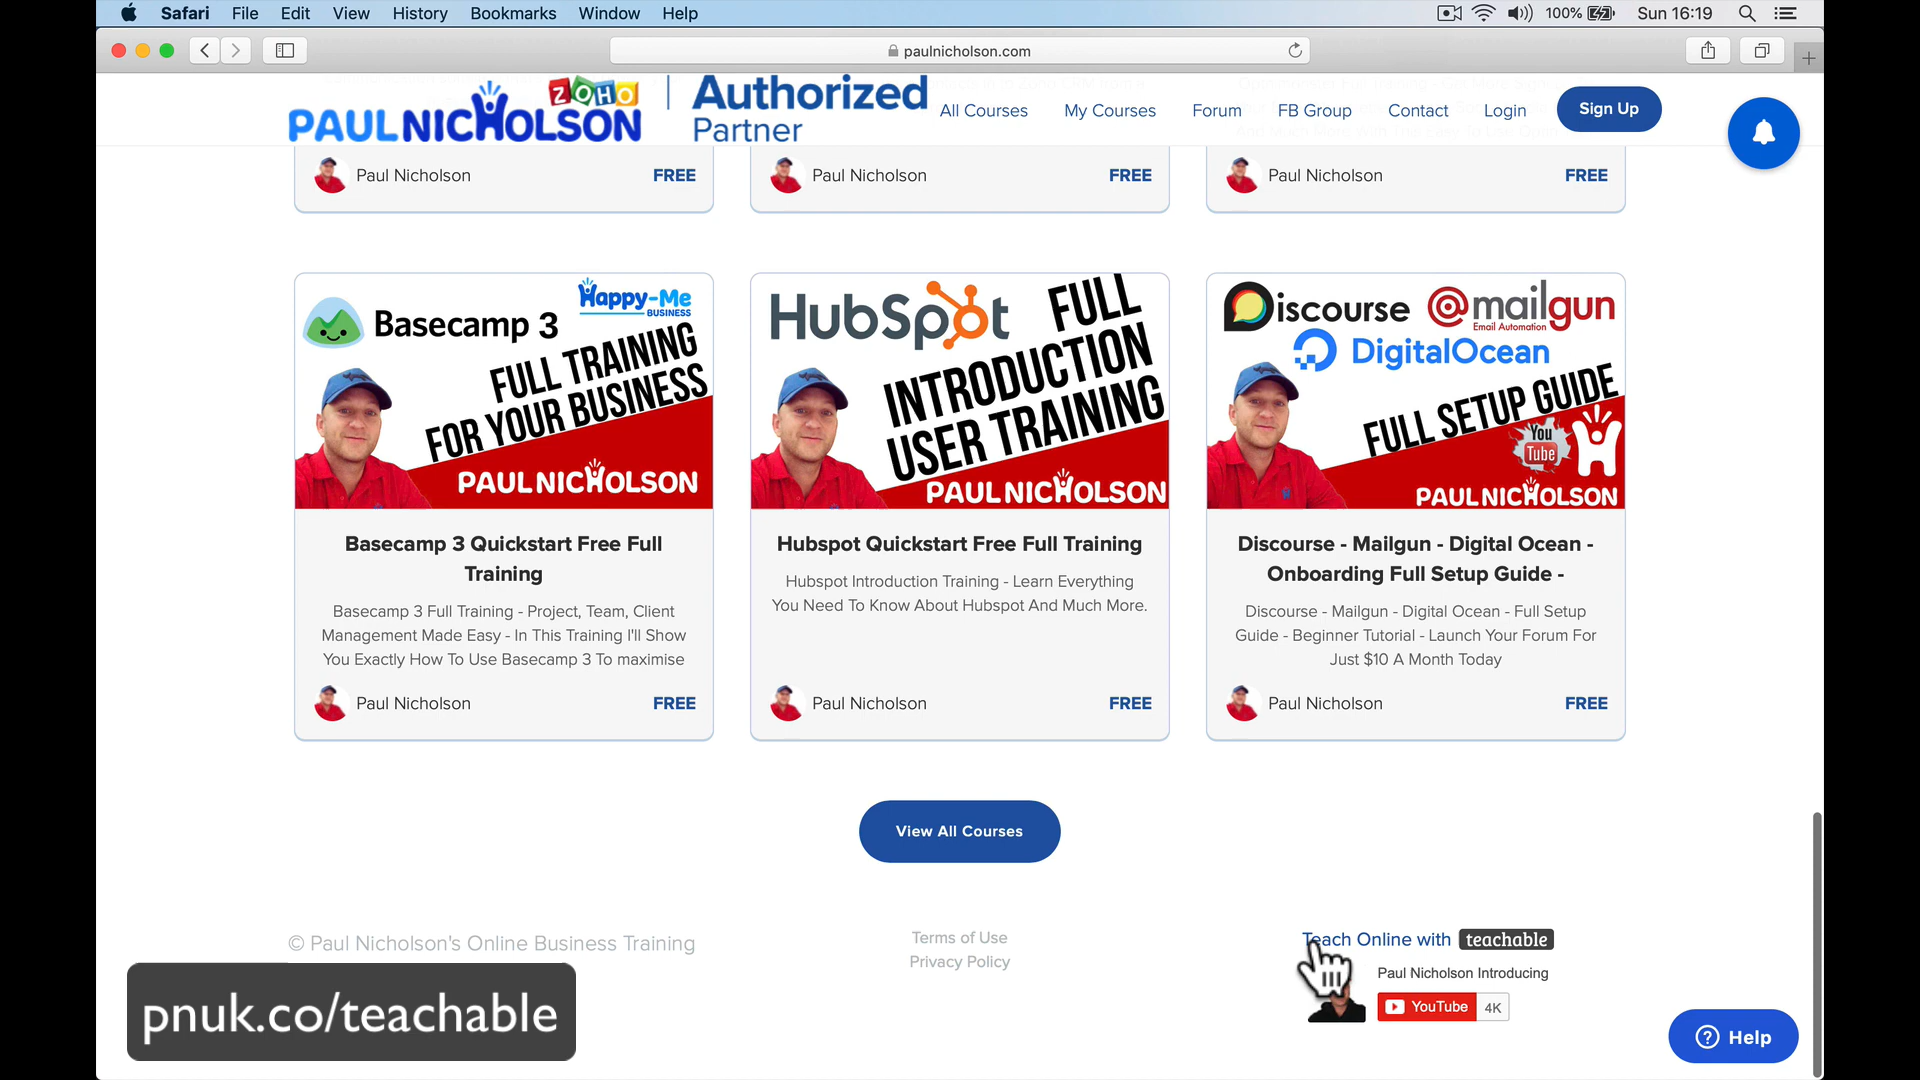 Safari File Edit View History Bookmarks Window Help 100% Sun 16:19
paulnicholson.com
PAUL NICHOLSON ZOHO Authorized Partner
All Courses My Courses Forum FB Group Contact Login Sign Up
Paul Nicholson FREE
Paul Nicholson FREE
Paul Nicholson FREE
Basecamp 3
Happy-Me
BUSINESS
FULL TRAINING
FOR YOUR BUSINESS
PAUL NICHOLSON
Basecamp 3 Quickstart Free Full
Training
Basecamp 3 Full Training - Project, Team, Client
Management Made Easy - In This Training I'll Show
You Exactly How To Use Basecamp 3 To maximise
Paul Nicholson FREE
HubSpot
FULL
INTRODUCTION
USER TRAINING
PAUL NICHOLSON
Hubspot Quickstart Free Full Training
Hubspot Introduction Training - Learn Everything
You Need To Know About Hubspot And Much More.
Paul Nicholson FREE
Discourse
@mailgun
Email Automation
DigitalOcean
FULL SETUP GUIDE
You
Tube
PAUL NICHOLSON
Discourse - Mailgun - Digital Ocean -
Onboarding Full Setup Guide -
Discourse - Mailgun - Digital Ocean - Full Setup
Guide - Beginner Tutorial - Launch Your Forum For
Just $10 A Month Today
Paul Nicholson FREE
View All Courses
© Paul Nicholson's Online Business Training
Terms of Use
Privacy Policy
Teach Online with teachable
Paul Nicholson Introducing
YouTube 4K
pnuk.co/teachable
Help